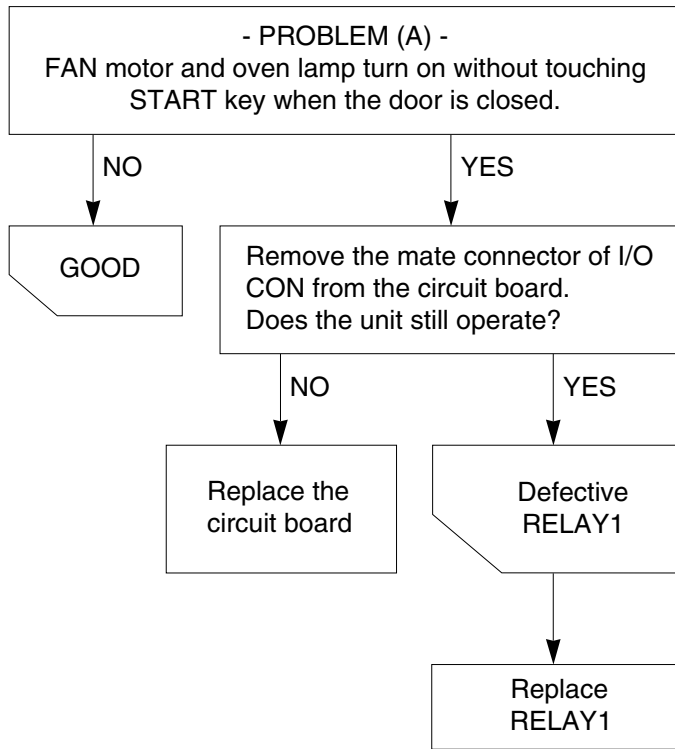 - PROBLEM (A) -
FAN motor and oven lamp turn on without touching
START key when the door is closed.
NO
YES
GOOD
Remove the mate connector of I/O
CON from the circuit board.
Does the unit still operate?
NO
YES
Replace the
circuit board
Defective
RELAY1
Replace
RELAY1